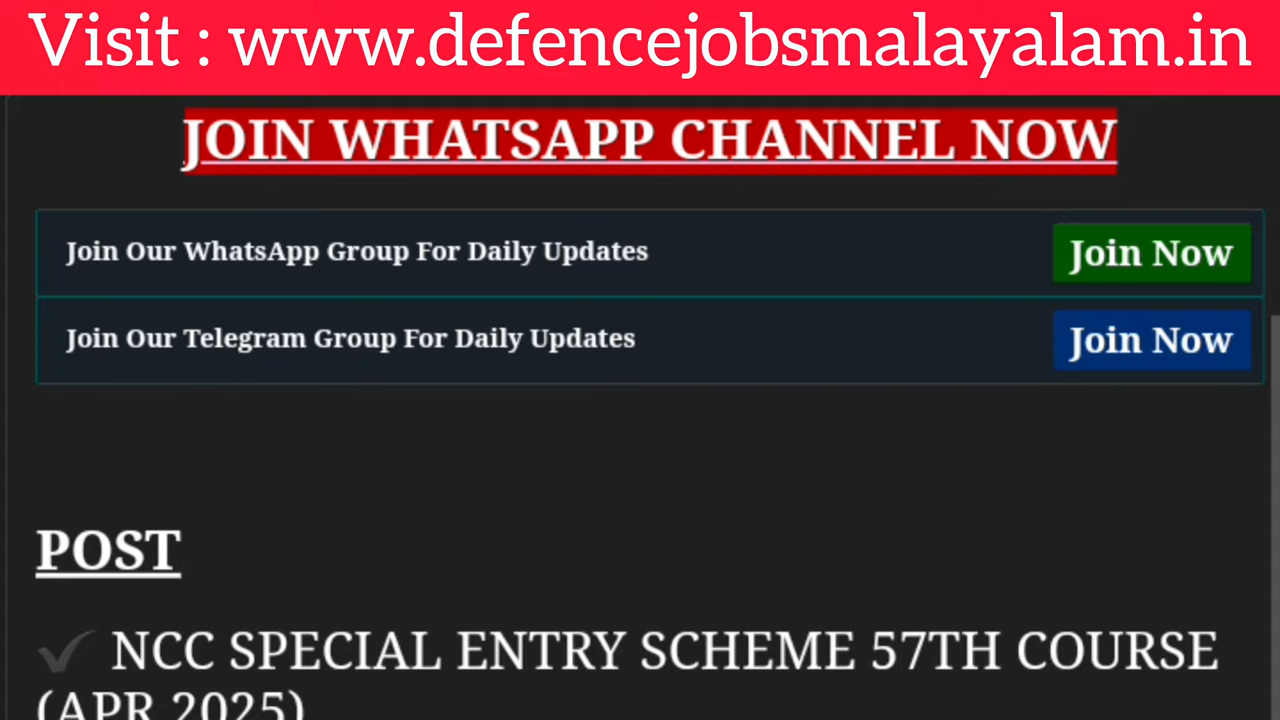 Visit : www.defencejobsmalayalam.in
JOIN WHATSAPP CHANNEL NOW
Join Our WhatsApp Group For Daily Updates
Join Now
Join Our Telegram Group For Daily Updates
Join Now
POST
✔ NCC SPECIAL ENTRY SCHEME 57TH COURSE
(APR 2025)